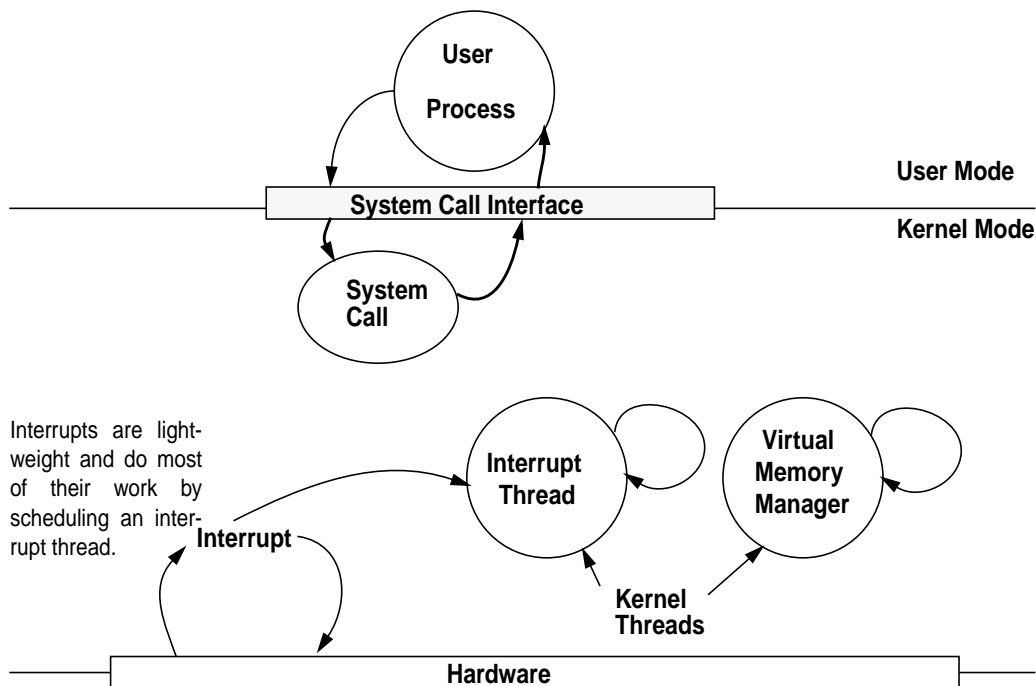 User
Process
User Mode
System Call Interface
Kernel Mode
System
Call
Interrupts are light-
weight and do most
of their work by
scheduling an inter-
rupt thread.
Interrupt
Interrupt
Thread
Virtual
Memory
Manager
Kernel
Threads
Hardware